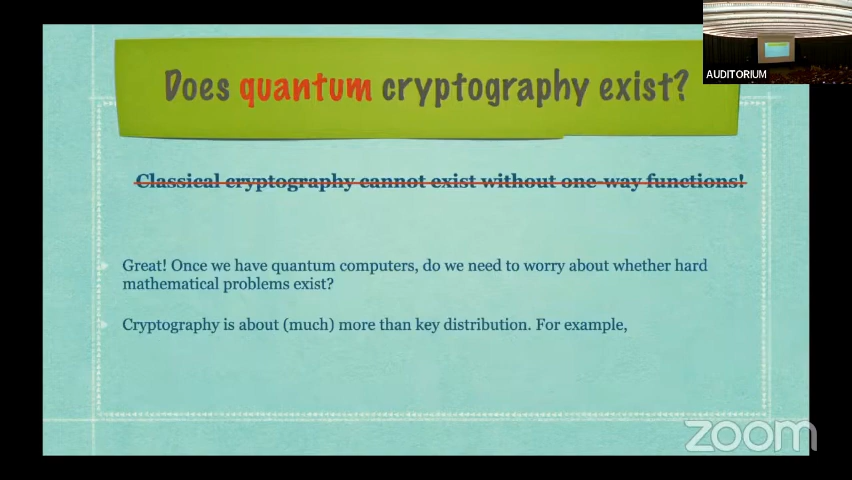 AUDITORIUM
Does quantum cryptography exist?
Classical cryptography cannot exist without one-way functions!
Great! Once we have quantum computers, do we need to worry about whether hard
mathematical problems exist?
Cryptography is about (much) more than key distribution. For example,
zoom